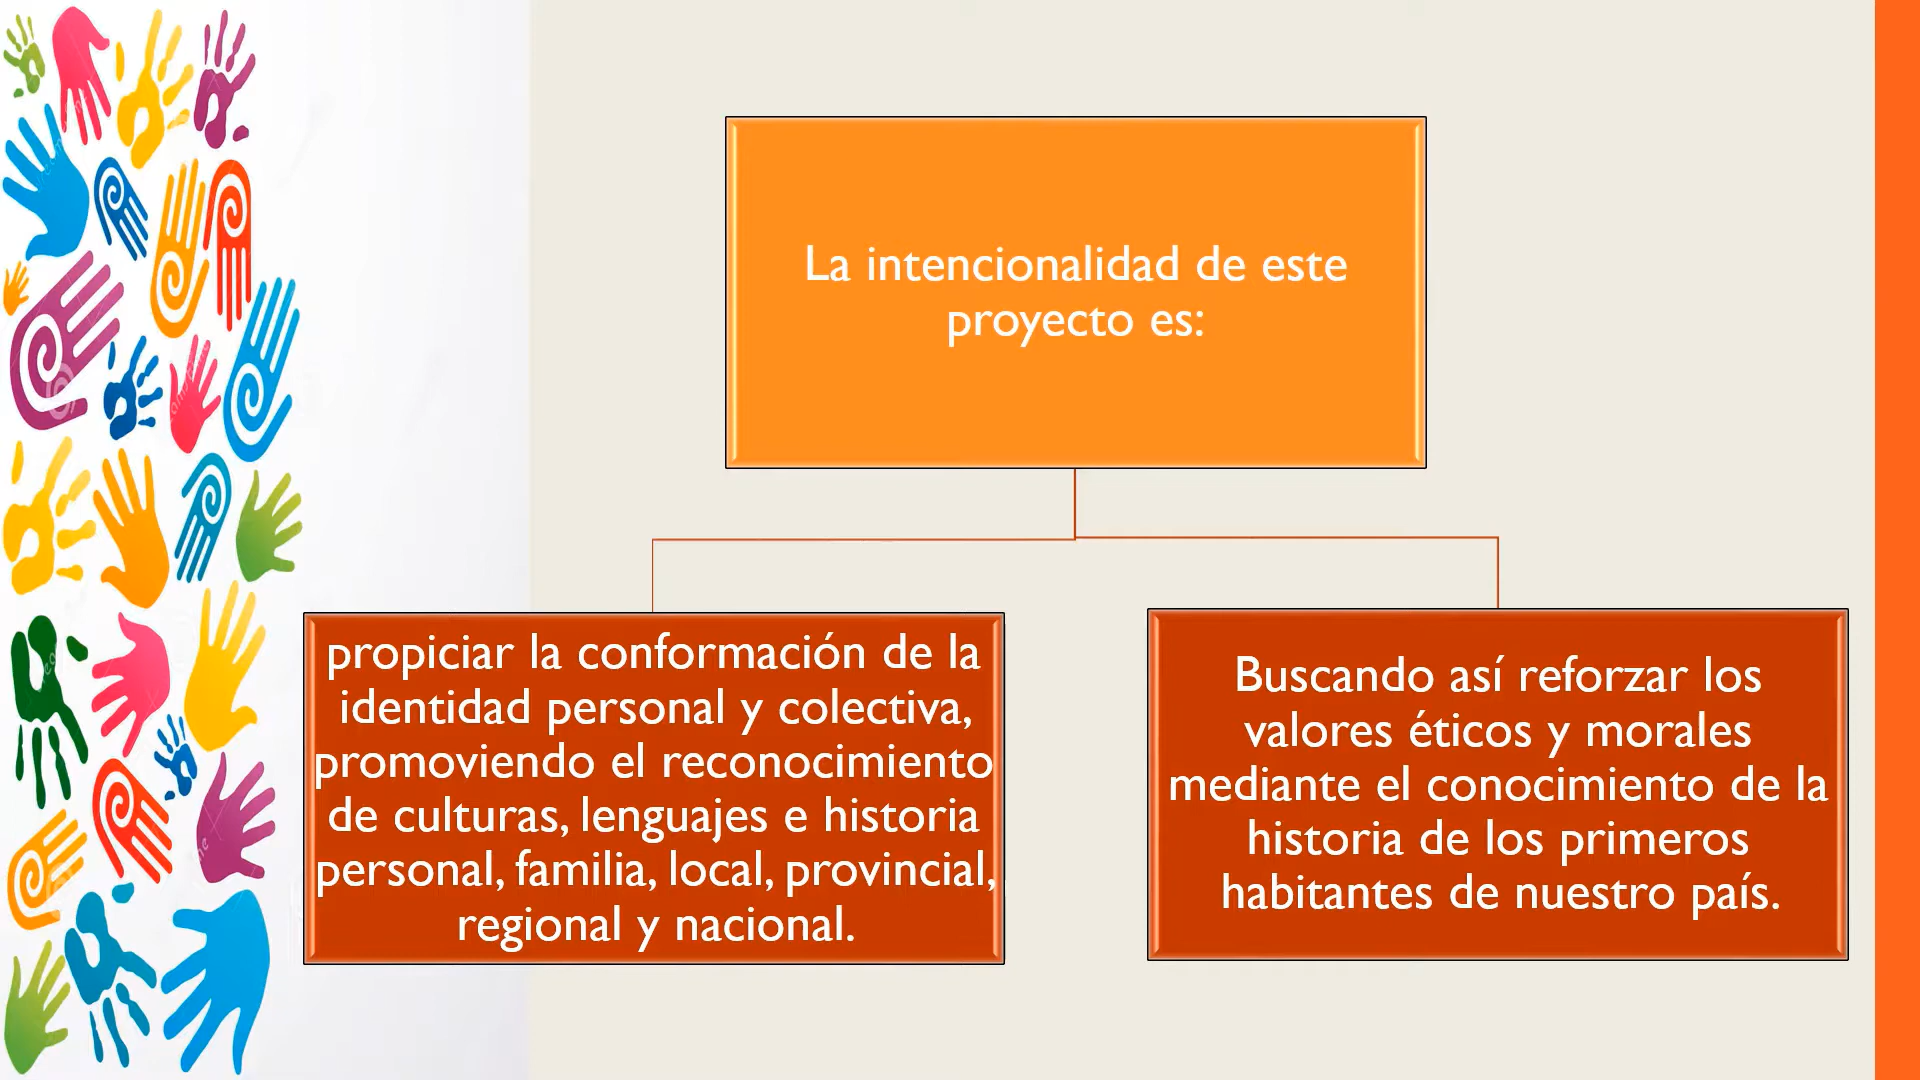 La intencionalidad de este
proyecto es:
propiciar la conformación de la
identidad personal y colectiva,
promoviendo el reconocimiento
de culturas, lenguajes e historia
personal, familia, local, provincial,
regional y nacional.
Buscando así reforzar los
valores éticos y morales
mediante el conocimiento de la
historia de los primeros
habitantes de nuestro país.